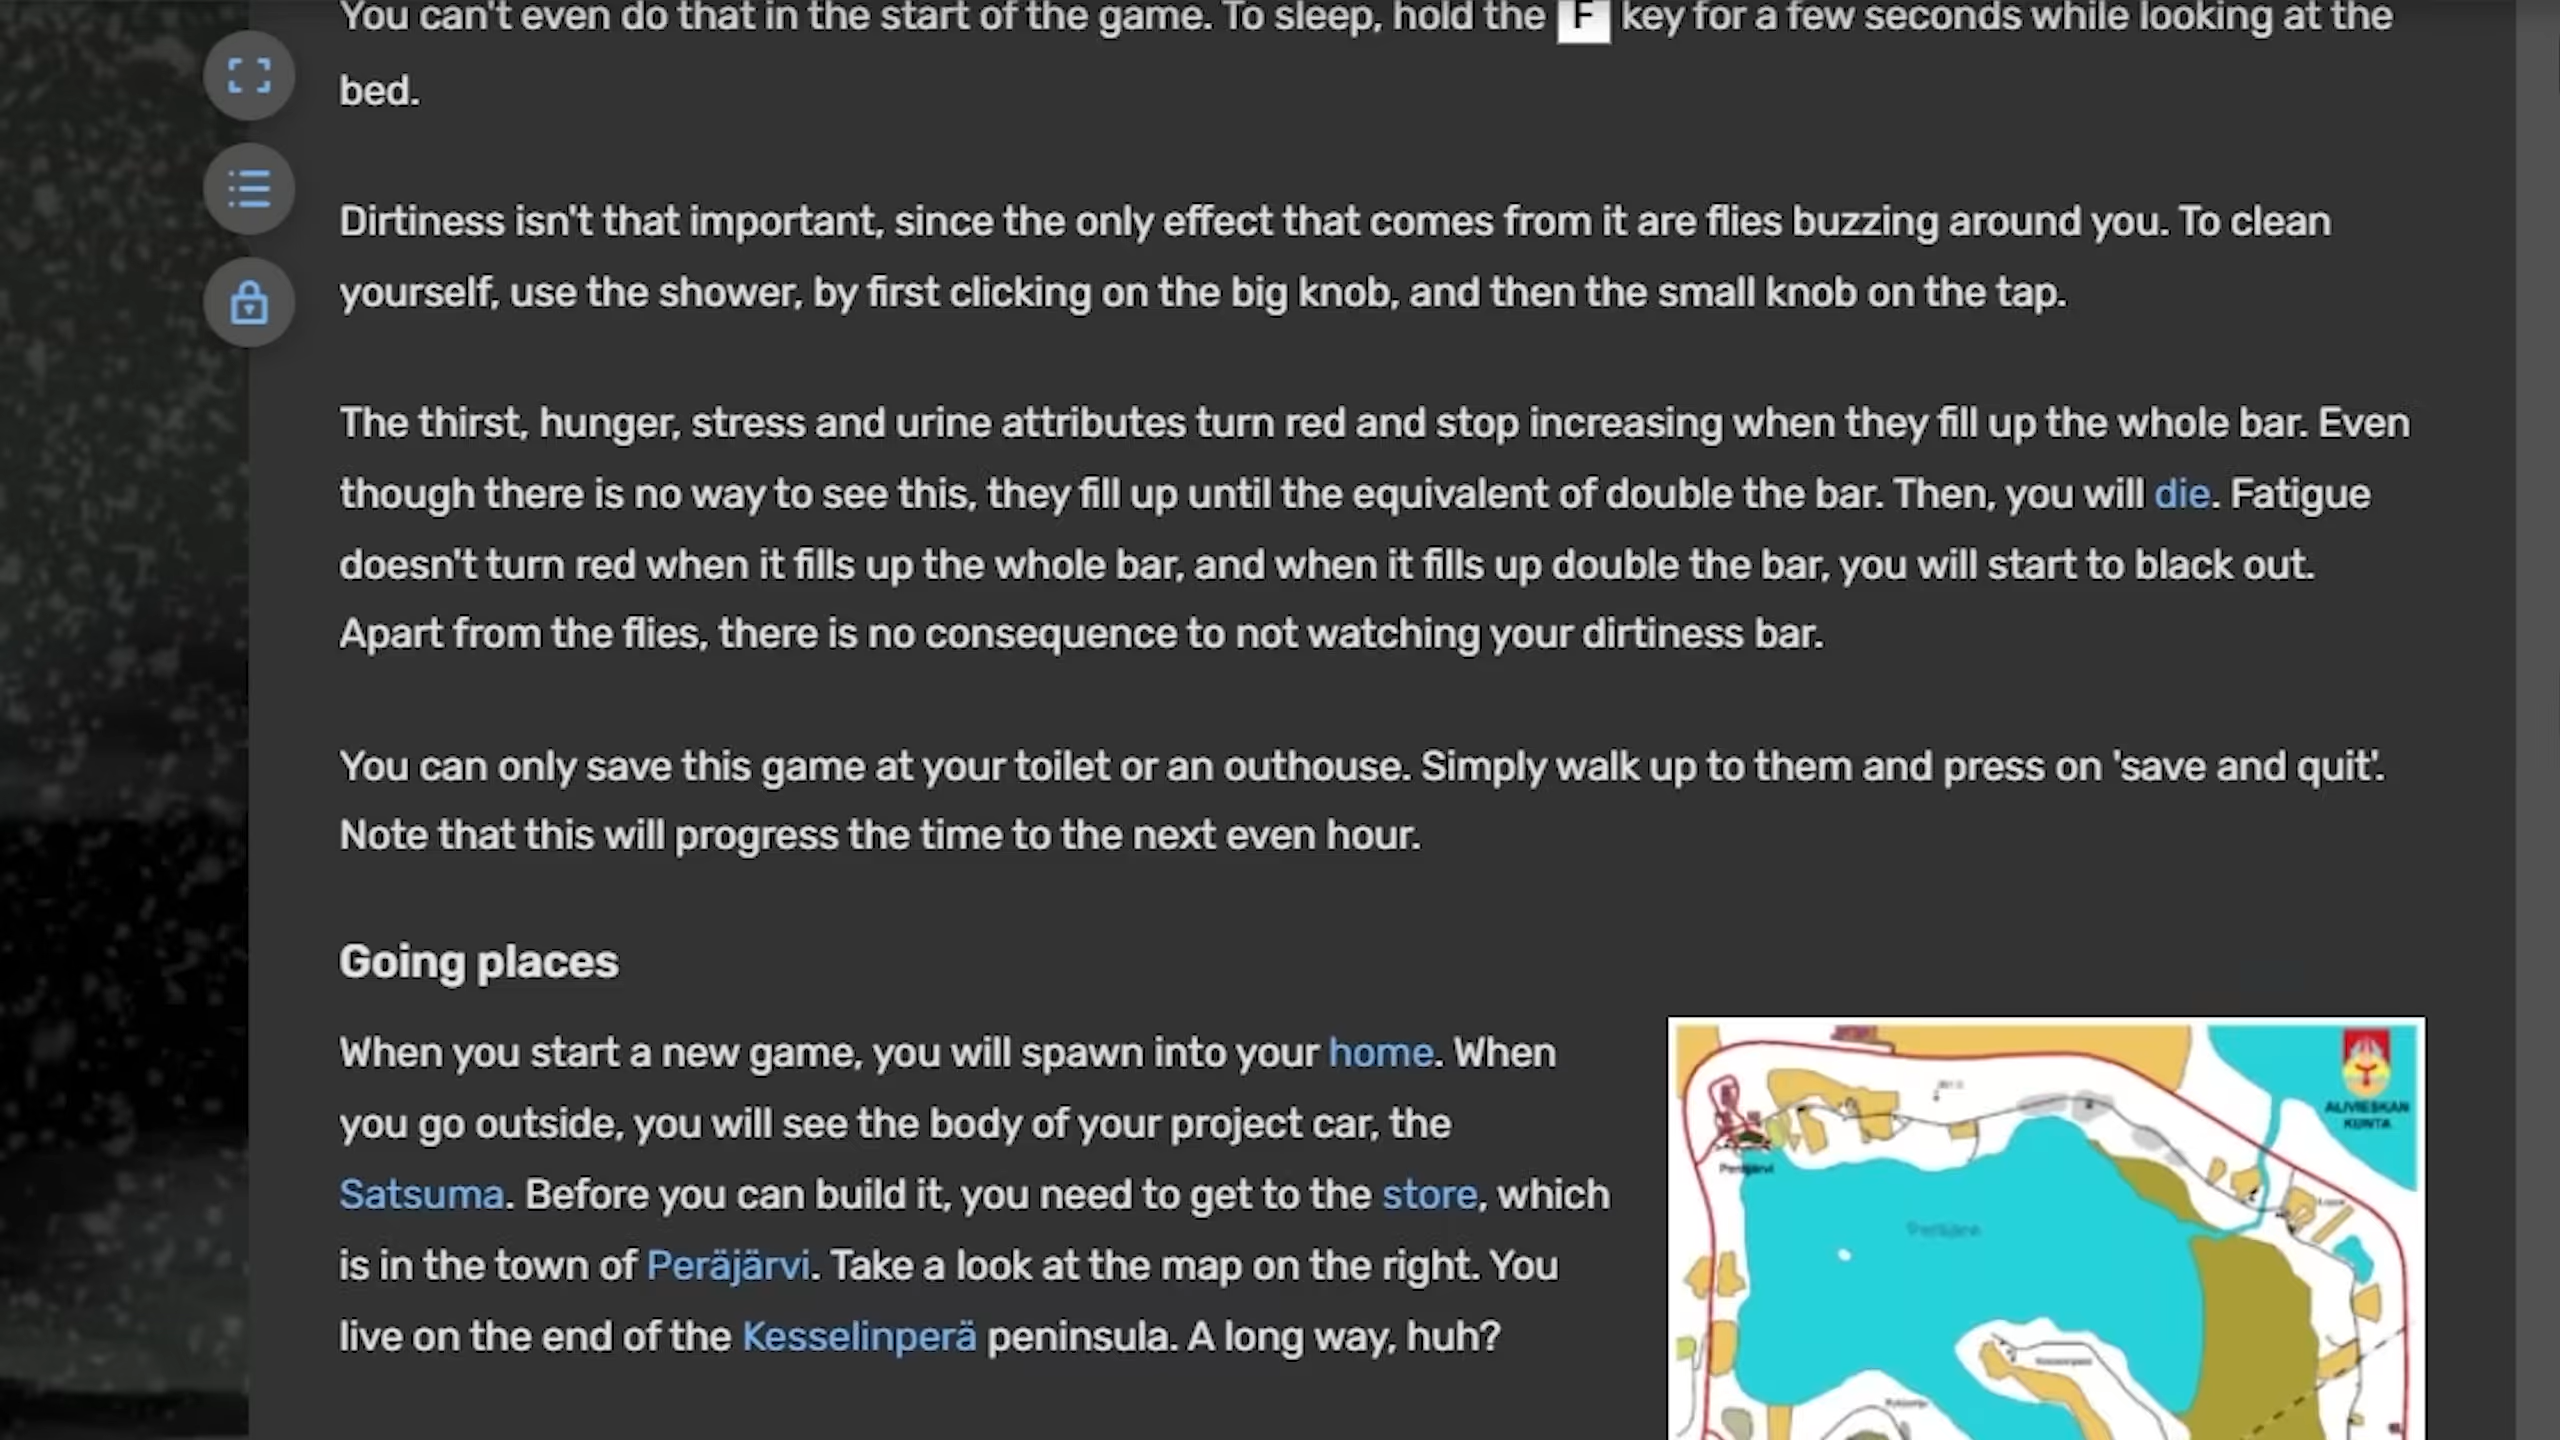 You can't even do that in the start of the game. To sleep, hold the F key for a few seconds while looking at the
bed.
Dirtiness isn't that important, since the only effect that comes from it are flies buzzing around you. To clean
yourself, use the shower, by first clicking on the big knob, and then the small knob on the tap.
The thirst, hunger, stress and urine attributes turn red and stop increasing when they fill up the whole bar. Even
though there is no way to see this, they fill up until the equivalent of double the bar. Then, you will die. Fatigue
doesn't turn red when it fills up the whole bar, and when it fills up double the bar, you will start to black out.
Apart from the flies, there is no consequence to not watching your dirtiness bar.
You can only save this game at your toilet or an outhouse. Simply walk up to them and press on 'save and quit'.
Note that this will progress the time to the next even hour.
Going places
When you start a new game, you will spawn into your home. When
you go outside, you will see the body of your project car, the
Satsuma. Before you can build it, you need to get to the store, which
is in the town of Peräjärvi. Take a look at the map on the right. You
live on the end of the Kesselinperä peninsula. A long way, huh?
ALIVIESKAN
KUNTA
Peräjärvi